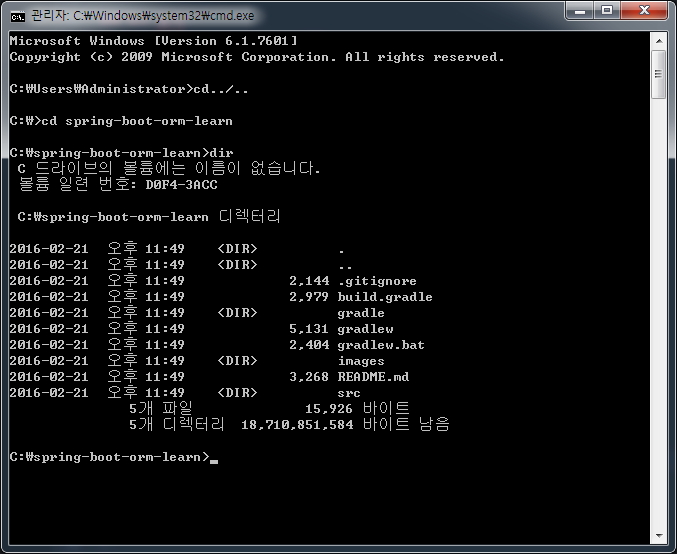 관리자: C:₩Windows₩system32₩cmd.exe
Microsoft Windows [Version 6.1.7601]
Copyright (c) 2009 Microsoft Corporation. All rights reserved.
C:₩Users₩Administrator>cd../..
C:₩>cd spring-boot-orm-learn
C:₩spring-boot-orm-learn>dir
C 드라이브의 볼륨에는 이름이 없습니다.
볼륨 일련 번호: D0F4-3ACC
C:₩spring-boot-orm-learn 디렉터리
2016-02-21 오후 11:49 <DIR> .
2016-02-21 오후 11:49 <DIR> ..
2016-02-21 오후 11:49 2,144 .gitignore
2016-02-21 오후 11:49 2,979 build.gradle
2016-02-21 오후 11:49 <DIR> gradle
2016-02-21 오후 11:49 5,131 gradlew
2016-02-21 오후 11:49 2,404 gradlew.bat
2016-02-21 오후 11:49 <DIR> images
2016-02-21 오후 11:49 3,268 README.md
2016-02-21 오후 11:49 <DIR> src
5개 파일 15,926 바이트
5개 디렉터리 18,710,851,584 바이트 남음
C:₩spring-boot-orm-learn>_